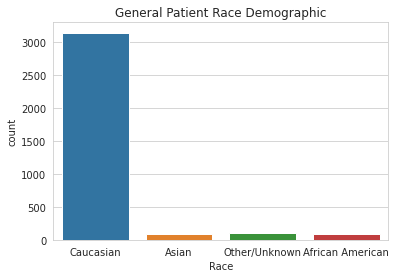 General Patient Race Demographic
3000
2500
2000
1500
1000
500
0
count
Caucasian Asian Other/Unknown African American
Race